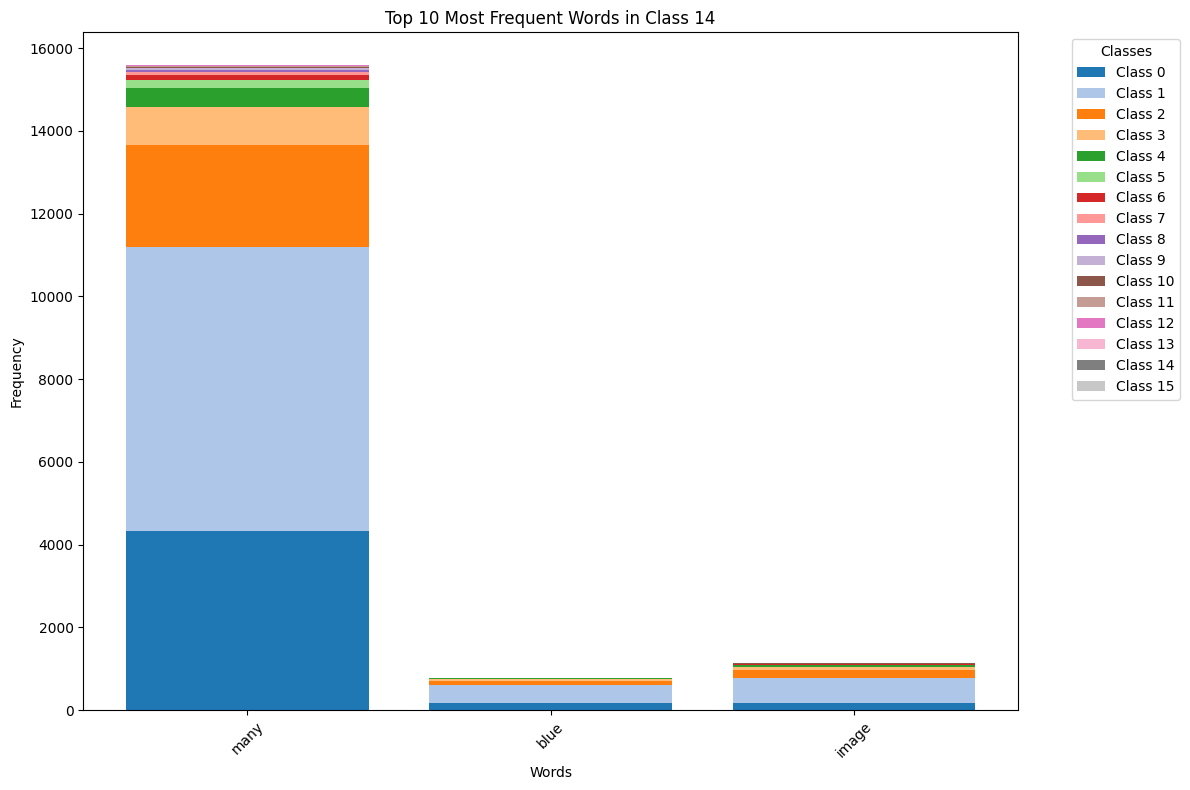 Top 10 Most Frequent Words in Class 14
16000
14000
12000
10000
8000
6000
4000
2000
0
Frequency
many
blue
image
Words
Classes
Class 0
Class 1
Class 2
Class 3
Class 4
Class 5
Class 6
Class 7
Class 8
Class 9
Class 10
Class 11
Class 12
Class 13
Class 14
Class 15